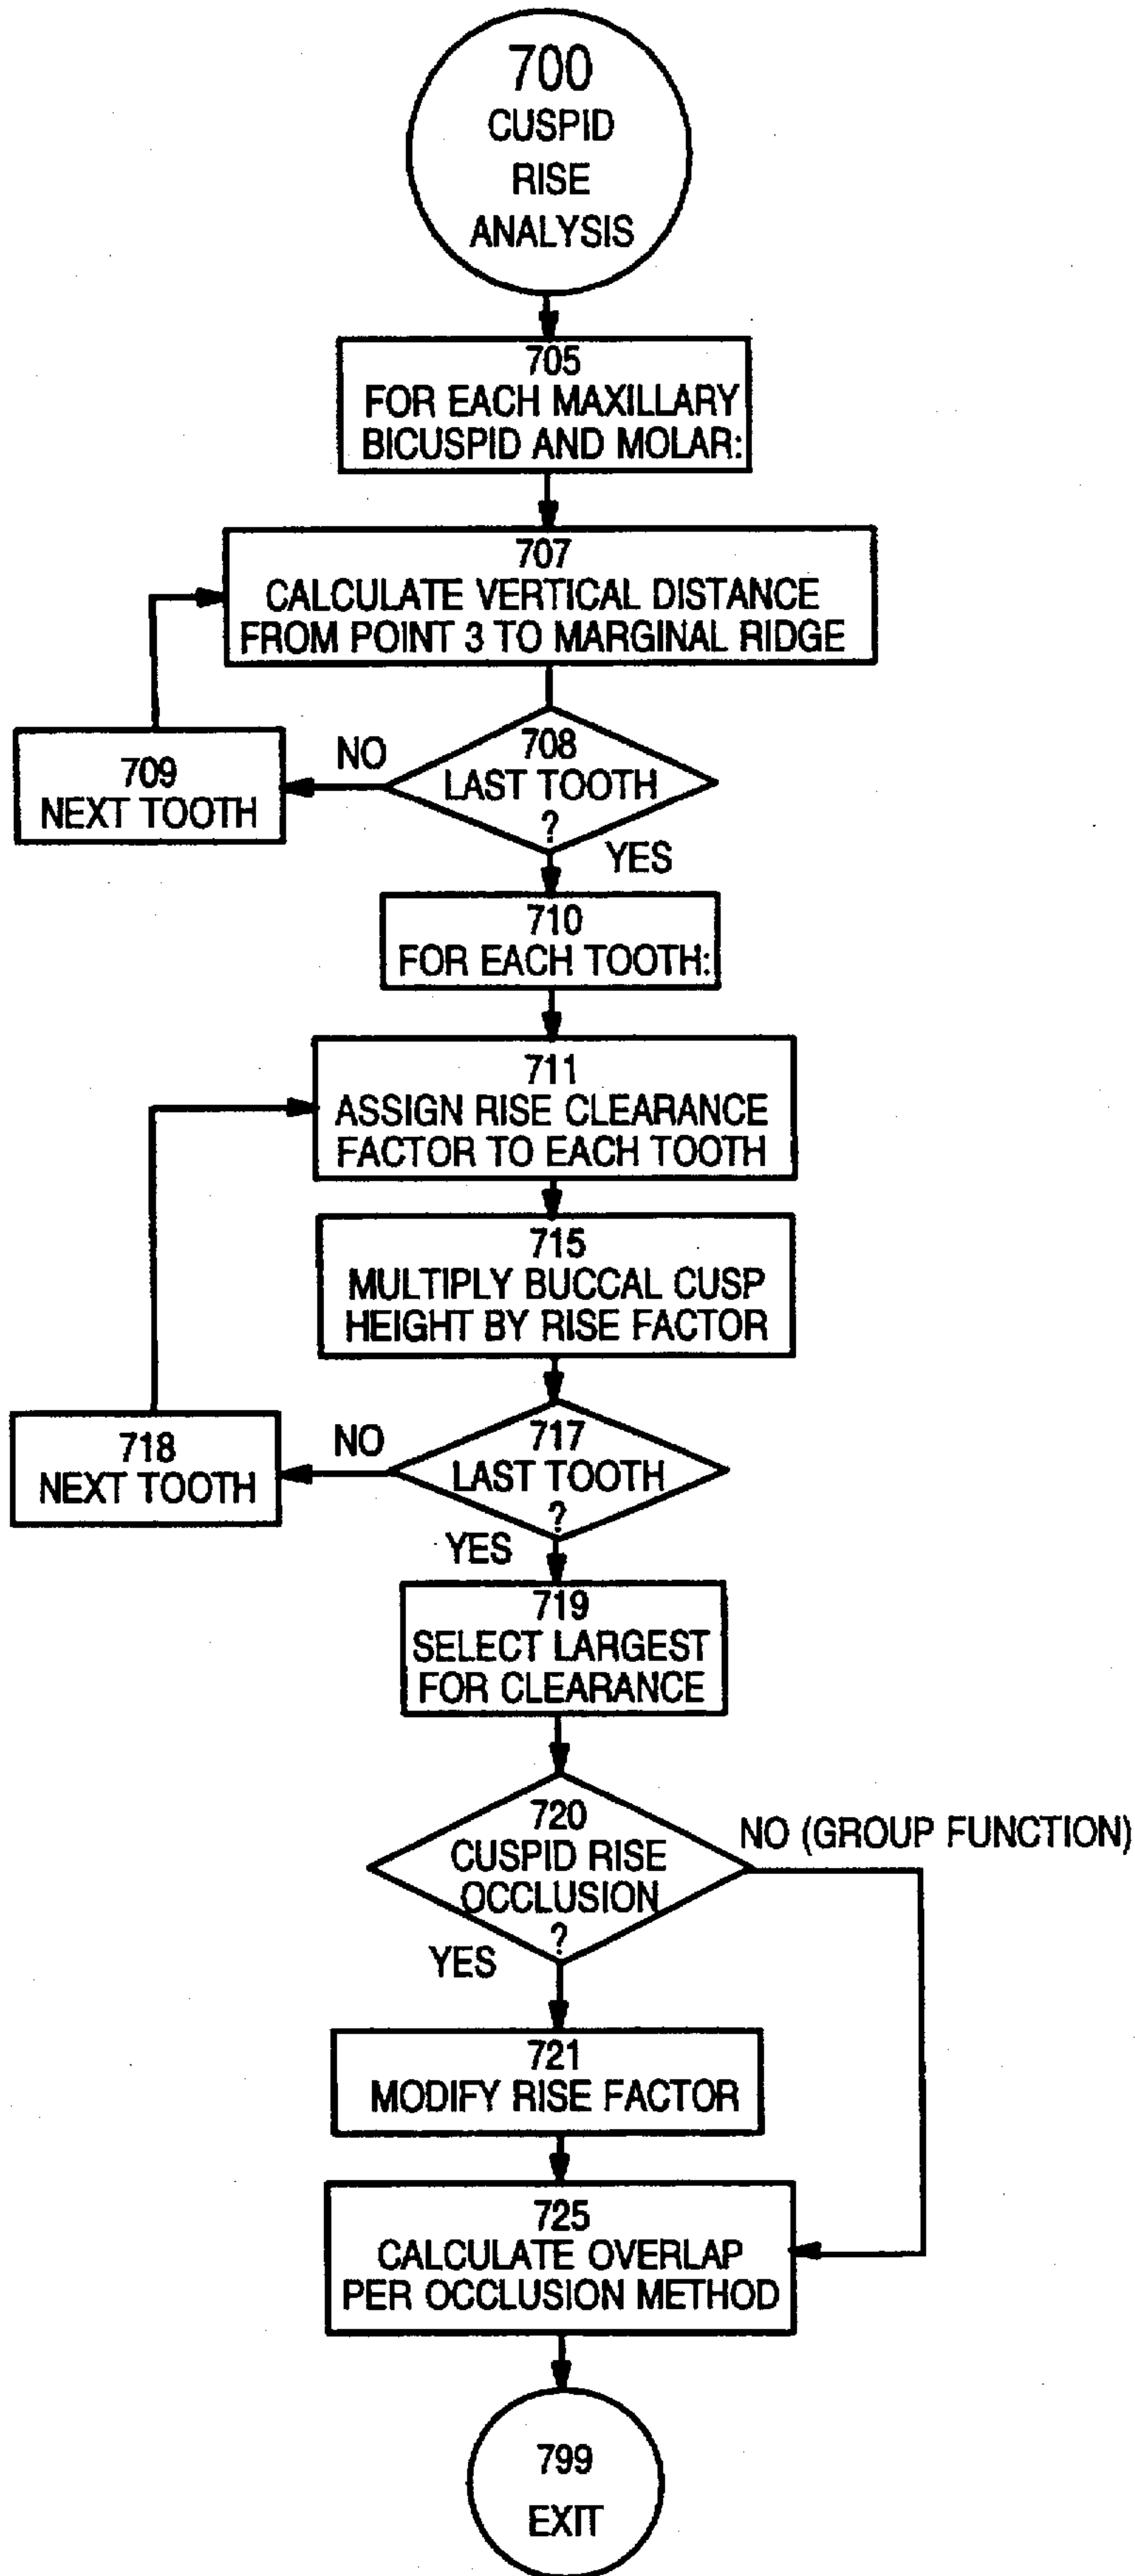 700
CUSPID
RISE
ANALYSIS
705
FOR EACH MAXILLARY
BICUSPID AND MOLAR:
707
CALCULATE VERTICAL DISTANCE
FROM POINT 3 TO MARGINAL RIDGE
708
LAST TOOTH
?
NO
709
NEXT TOOTH
YES
710
FOR EACH TOOTH:
711
ASSIGN RISE CLEARANCE
FACTOR TO EACH TOOTH
715
MULTIPLY BUCCAL CUSP
HEIGHT BY RISE FACTOR
717
LAST TOOTH
?
NO
718
NEXT TOOTH
YES
719
SELECT LARGEST
FOR CLEARANCE
720
CUSPID RISE
OCCLUSION
?
NO (GROUP FUNCTION)
YES
721
MODIFY RISE FACTOR
725
CALCULATE OVERLAP
PER OCCLUSION METHOD
799
EXIT